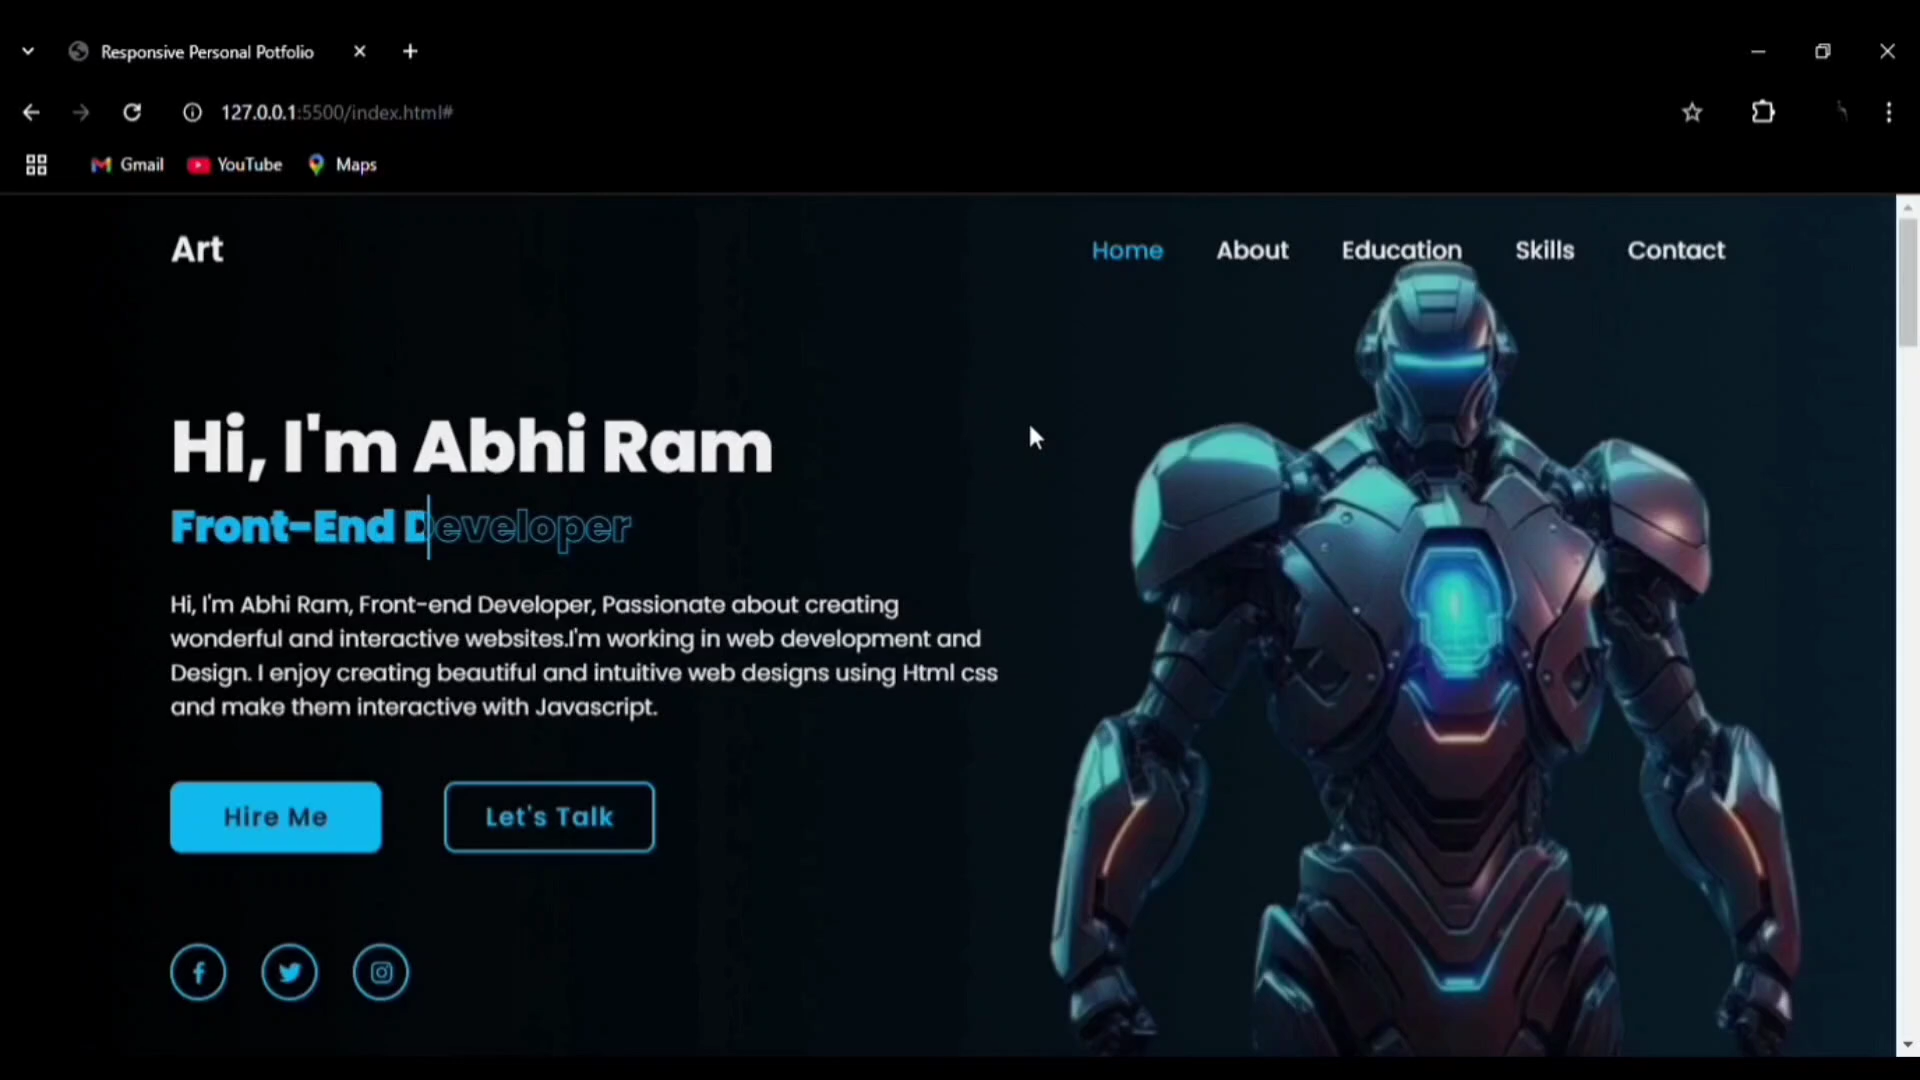 Responsive Personal Potfolio
127.0.0.1:5500/index.html#
Gmail YouTube Maps
Art Home About Education Skills Contact
Hi, I'm Abhi Ram
Front-End Developer
Hi, I'm Abhi Ram, Front-end Developer, Passionate about creating
wonderful and interactive websites.I'm working in web development and
Design. I enjoy creating beautiful and intuitive web designs using Html css
and make them interactive with Javascript.
Hire Me Let's Talk